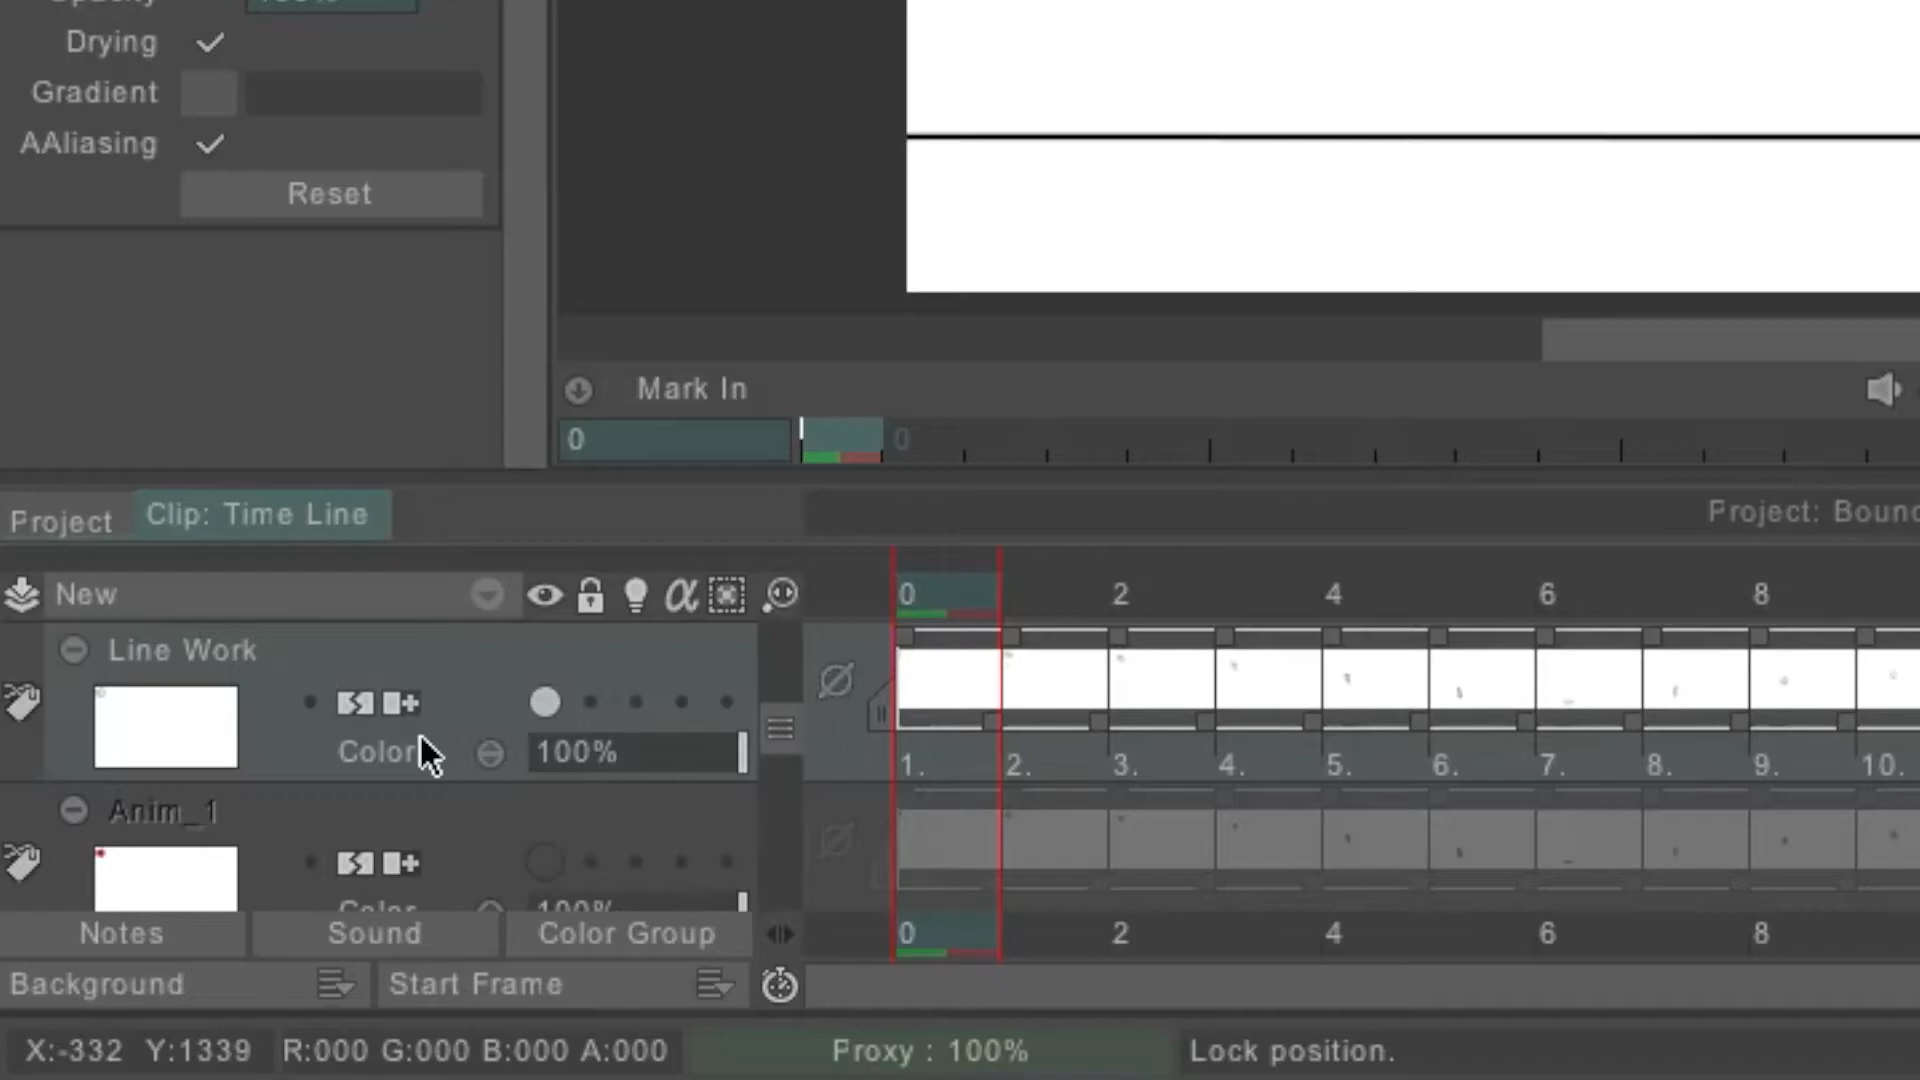 Drying
Gradient
AAliasing
Reset
Mark In
0 0
Project Clip: Time Line Project:
New 0 2 4 6 8
Line Work
Color 100% 1. 2. 3. 4. 5. 6. 7. 8. 9. 10.
Anim_1
Color 100%
Notes Sound Color Group 0 2 4 6 8
Background Start Frame
X:-332 Y:1339 R:000 G:000 B:000 A:000 Proxy : 100% Lock position.